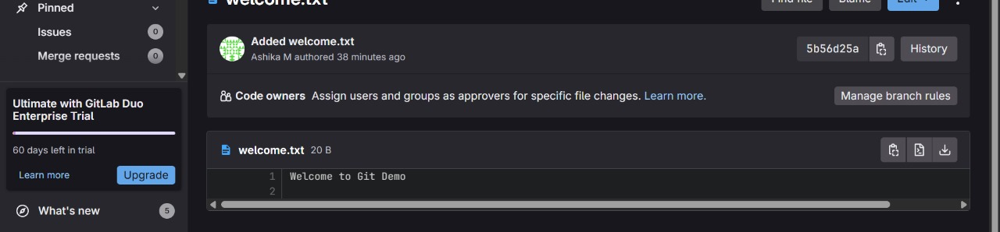 Pinned
Issues 0
Merge requests 0
Ultimate with GitLab Duo
Enterprise Trial
60 days left in trial
Learn more Upgrade
What's new 5
welcome.txt
Find file Blame Edit
Added welcome.txt
Ashika M authored 38 minutes ago
5b56d25a History
Code owners Assign users and groups as approvers for specific file changes. Learn more.
Manage branch rules
welcome.txt 20 B
1 Welcome to Git Demo
2